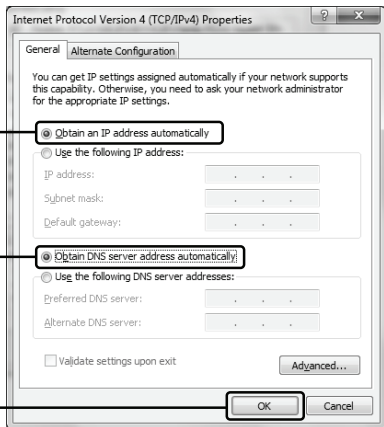 Internet Protocol Version 4 (TCP/IPv4) Properties
General
Alternate Configuration
You can get IP settings assigned automatically if your network supports
this capability. Otherwise, you need to ask your network administrator
for the appropriate IP settings.
Obtain an IP address automatically
Use the following IP address:
IP address:
Subnet mask:
Default gateway:
Obtain DNS server address automatically
Use the following DNS server addresses:
Preferred DNS server:
Alternate DNS server:
Validate settings upon exit
Advanced...
OK
Cancel